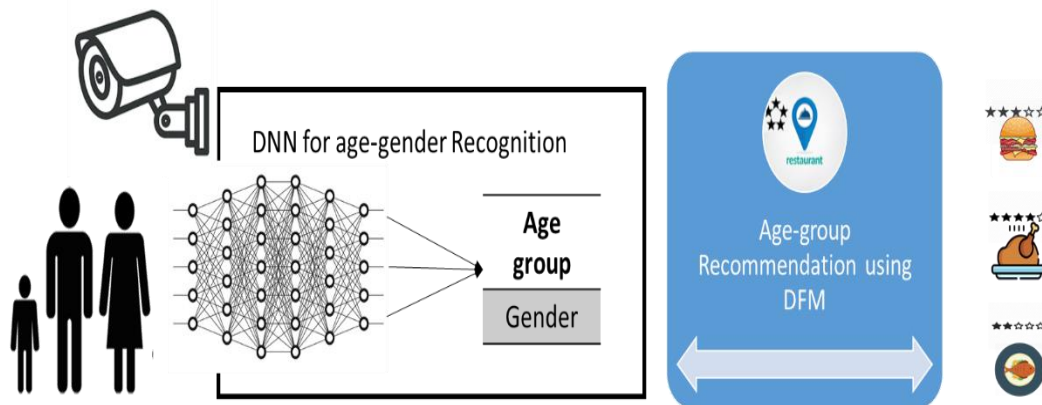 DNN for age-gender Recognition
Age
group
Gender
restaurant
Age-group
Recommendation using
DFM